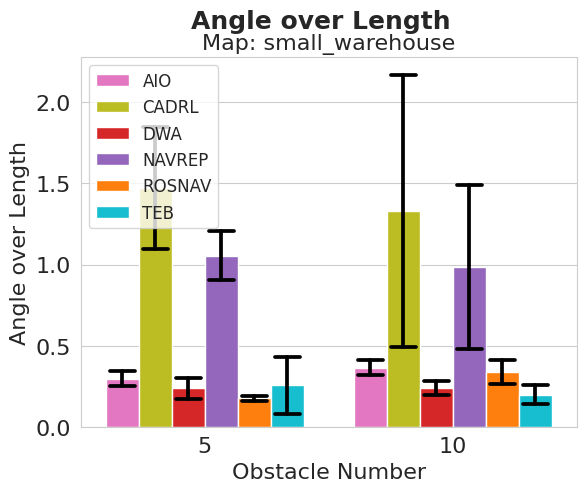 Angle over Length
Map: small_warehouse
AIO
CADRL
DWA
NAVREP
ROSNAV
TEB
Angle over Length
2.0
1.5
1.0
0.5
0.0
5
10
Obstacle Number